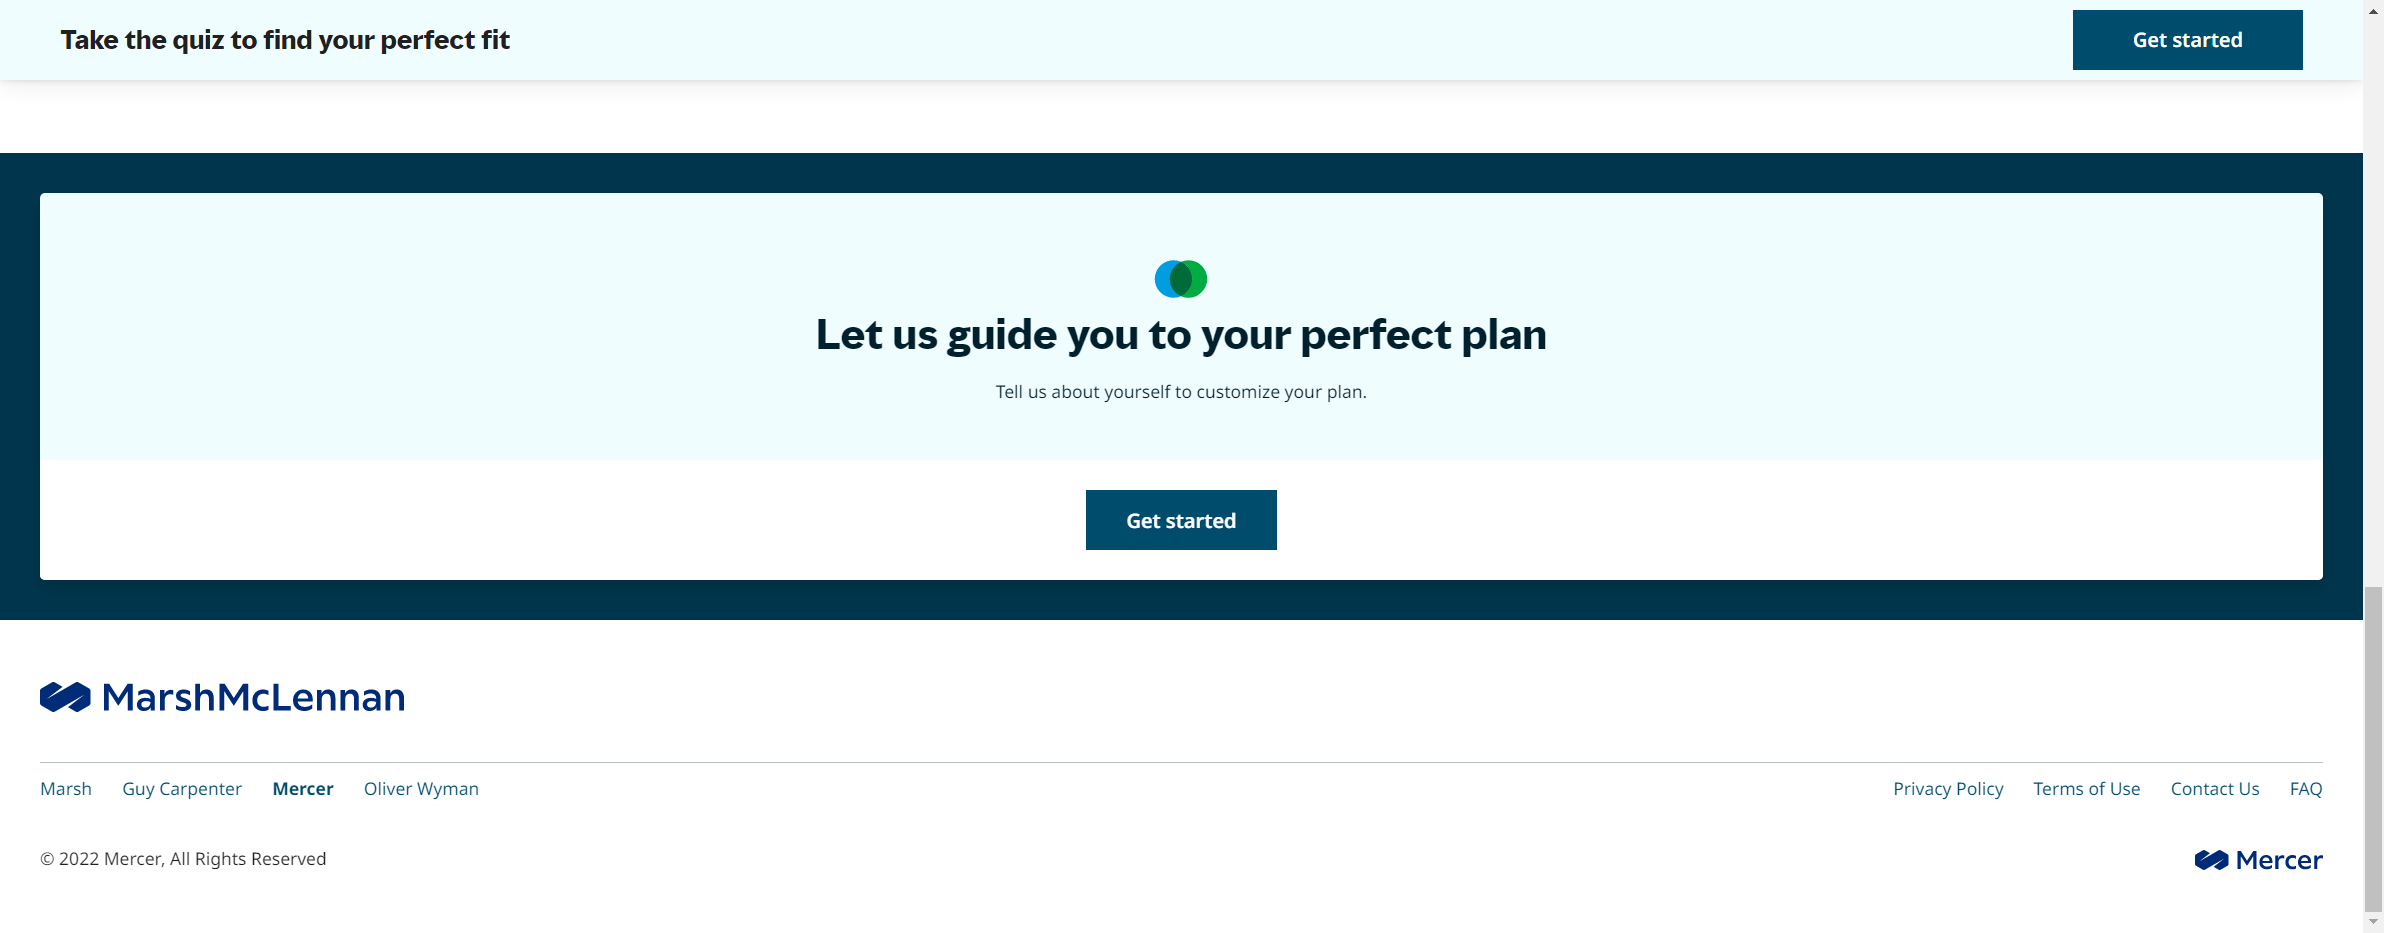 Take the quiz to find your perfect fit
Get started
Let us guide you to your perfect plan
Tell us about yourself to customize your plan.
Get started
MarshMcLennan
Marsh Guy Carpenter Mercer Oliver Wyman
Privacy Policy Terms of Use Contact Us FAQ
© 2022 Mercer, All Rights Reserved
Mercer